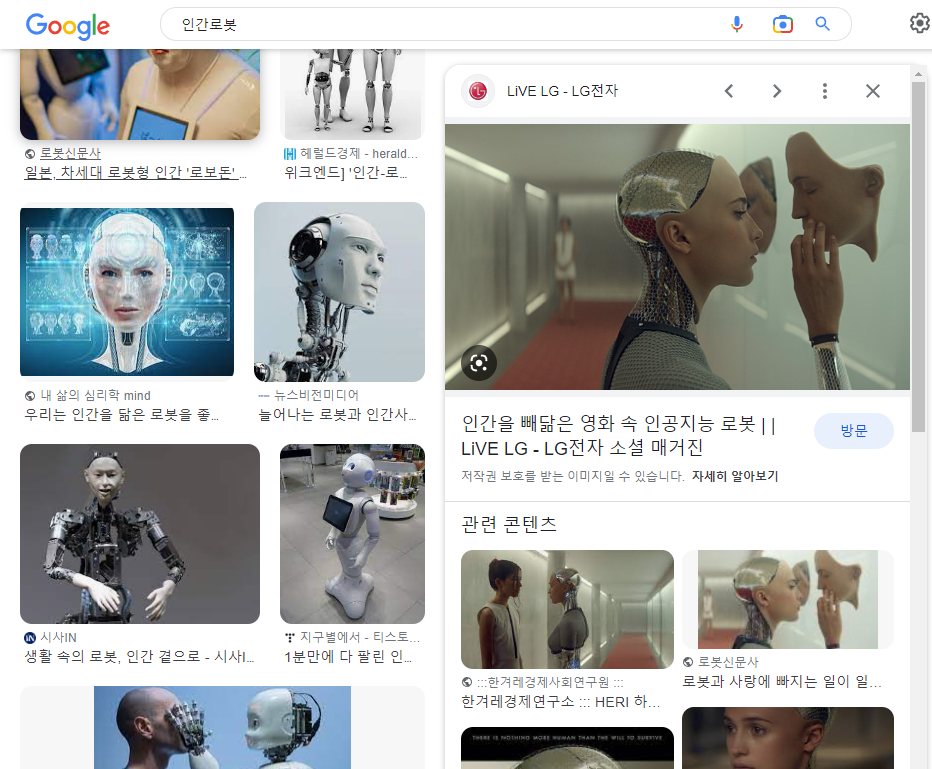 Google
인간로봇
로봇신문사
일본, 차세대 로봇형 인간 '로보돈' ...
헤럴드경제 - herald...
위크엔드] '인간-로...
내 삶의 심리학 mind
우리는 인간을 닮은 로봇을 좋...
뉴스비전미디어
늘어나는 로봇과 인간사...
시사IN
생활 속의 로봇, 인간 곁으로 - 시사I...
지구별에서 - 티스토...
1분만에 다 팔린 인...
LiVE LG - LG전자
인간을 빼닮은 영화 속 인공지능 로봇 | |
LiVE LG - LG전자 소셜 매거진
방문
저작권 보호를 받는 이미지일 수 있습니다. 자세히 알아보기
관련 콘텐츠
:::한겨레경제사회연구원 :::
한겨레경제연구소 ::: HERI 하...
로봇신문사
로봇과 사랑에 빠지는 일이 일...
THERE IS NOTHING MORE HUMAN THAN THE WILL TO SURVIVE